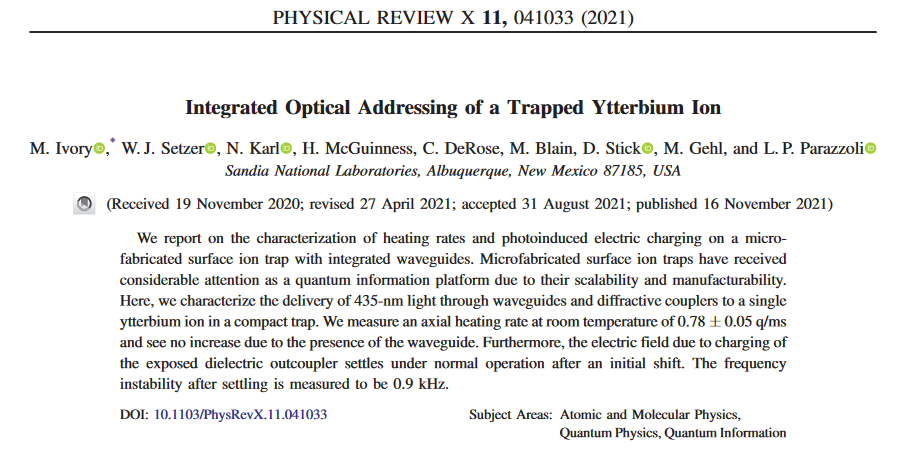 PHYSICAL REVIEW X 11, 041033 (2021)
Integrated Optical Addressing of a Trapped Ytterbium Ion
M. Ivory,* W. J. Setzer, N. Karl, H. McGuinness, C. DeRose, M. Blain, D. Stick, M. Gehl, and L. P. Parazzoli
Sandia National Laboratories, Albuquerque, New Mexico 87185, USA
(Received 19 November 2020; revised 27 April 2021; accepted 31 August 2021; published 16 November 2021)
We report on the characterization of heating rates and photoinduced electric charging on a micro-
fabricated surface ion trap with integrated waveguides. Microfabricated surface ion traps have received
considerable attention as a quantum information platform due to their scalability and manufacturability.
Here, we characterize the delivery of 435-nm light through waveguides and diffractive couplers to a single
ytterbium ion in a compact trap. We measure an axial heating rate at room temperature of 0.78 ± 0.05 q/ms
and see no increase due to the presence of the waveguide. Furthermore, the electric field due to charging of
the exposed dielectric outcoupler settles under normal operation after an initial shift. The frequency
instability after settling is measured to be 0.9 kHz.
DOI: 10.1103/PhysRevX.11.041033
Subject Areas: Atomic and Molecular Physics,
Quantum Physics, Quantum Information